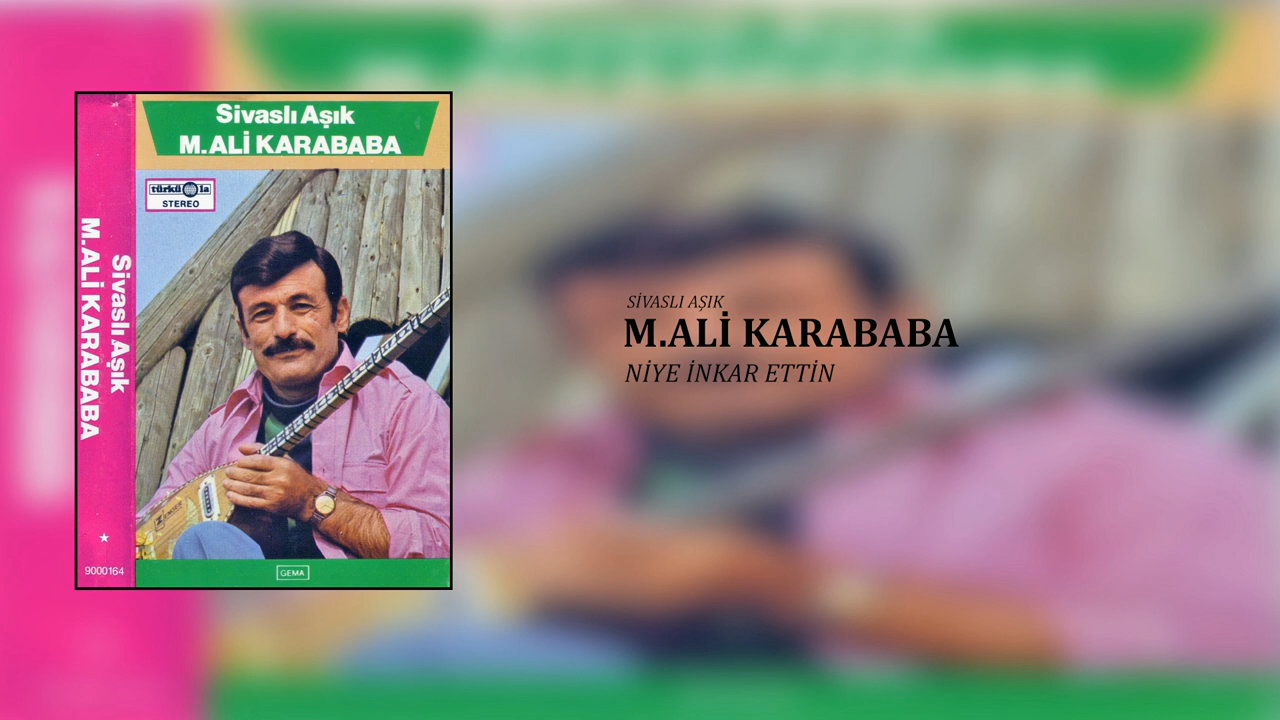 Sivaslı Aşık
M.ALİ KARABABA
türkü la
STEREO
Sivaslı Aşık
M.ALİ KARABABA
9000164
GEMA
SİVASLI AŞIK
M.ALİ KARABABA
NİYE İNKAR ETTİN